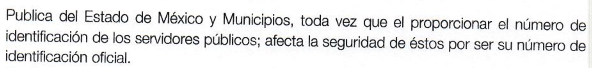 Publica del Estado de México y Municipios, toda vez que el proporcionar el número de
identificación de los servidores públicos; afecta la seguridad de éstos por ser su número de
identificación oficial.